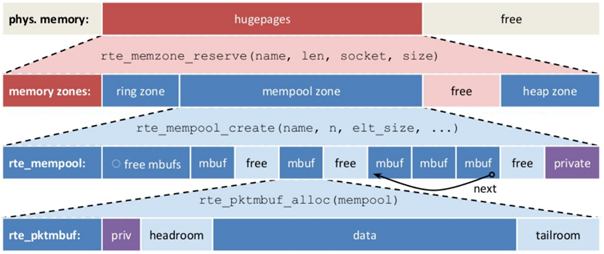 phys. memory: hugepages free
rte_memzone_reserve(name, len, socket, size)
memory zones: ring zone mempool zone free heap zone
rte_mempool_create(name, n, elt_size, ...)
rte_mempool: free mbufs mbuf free mbuf free mbuf mbuf mbuf free private
next
rte_pktmbuf_alloc(mempool)
rte_pktmbuf: priv headroom data tailroom